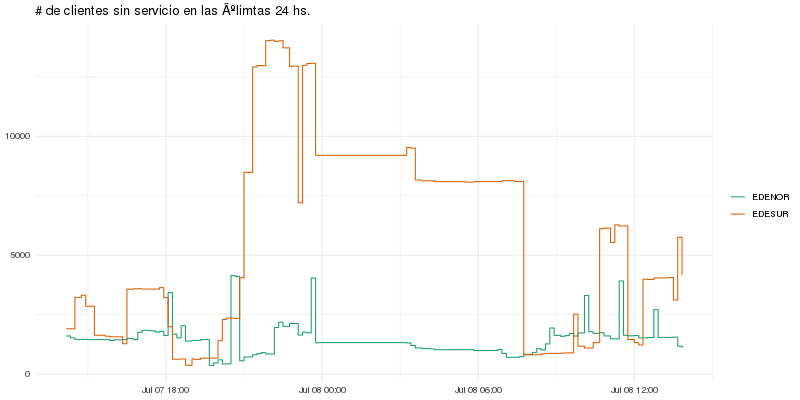 # de clientes sin servicio en las Ãºlimtas 24 hs.
10000
5000
0
Jul 07 18:00
Jul 08 00:00
Jul 08 06:00
Jul 08 12:00
EDENOR
EDESUR